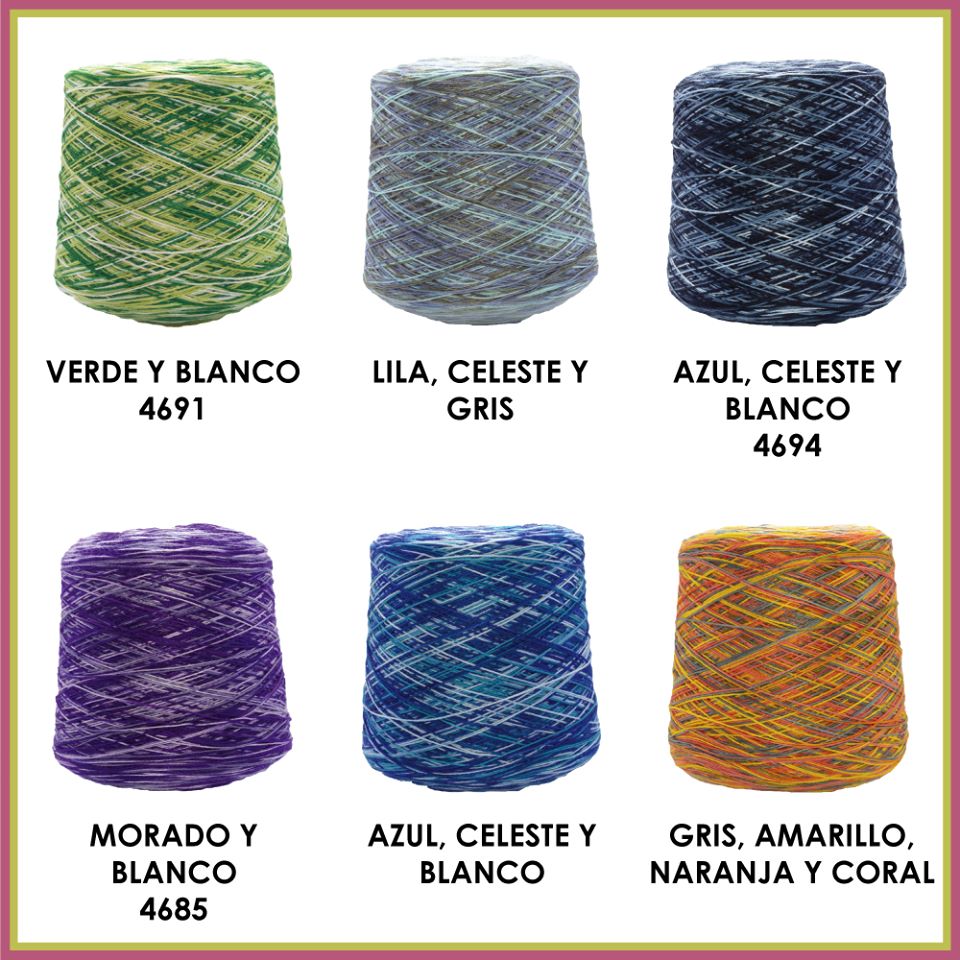 VERDE Y BLANCO
4691
LILA, CELESTE Y
GRIS
AZUL, CELESTE Y
BLANCO
4694
MORADO Y
BLANCO
4685
AZUL, CELESTE Y
BLANCO
GRIS, AMARILLO,
NARANJA Y CORAL